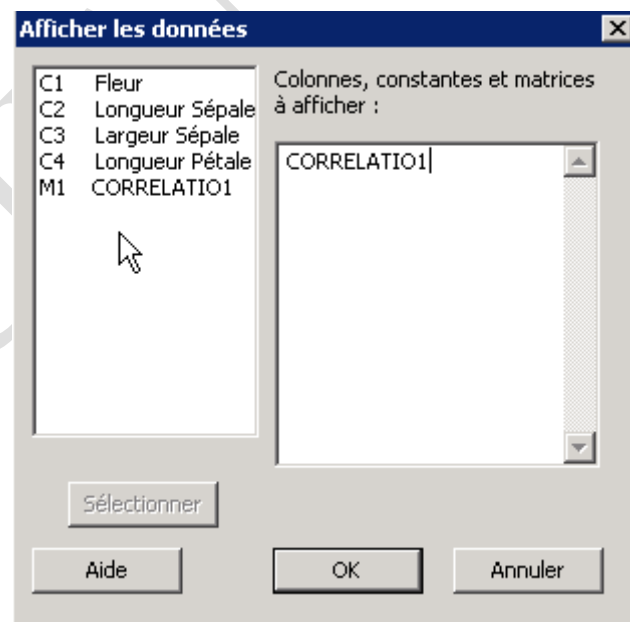 Afficher les données
C1 Fleur
C2 Longueur Sépale
C3 Largeur Sépale
C4 Longueur Pétale
M1 CORRELATIO1
Colonnes, constantes et matrices
à afficher :
CORRELATIO1
Sélectionner
Aide
OK
Annuler